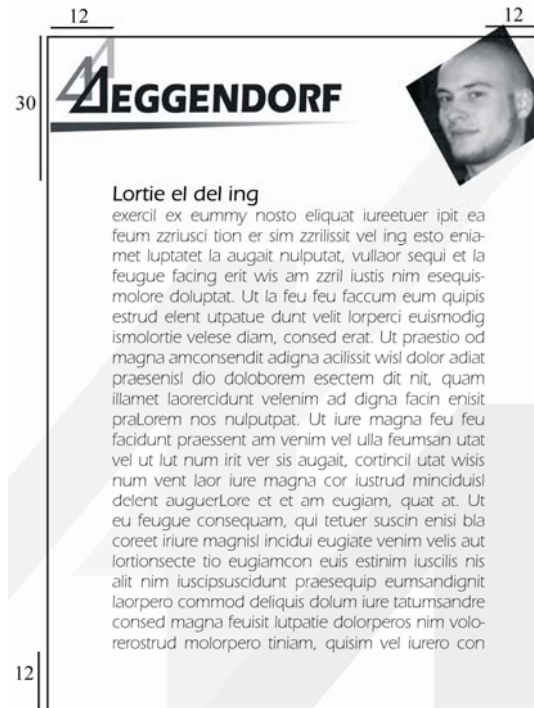 12
12
30
AEGGENDORF
Lortie el del ing
exercil ex eummy nosto eliquat iureetuer ipit ea
feum zzriusci tion er sim zzrilissit vel ing esto enia-
met luptatet la augait nulputat, vullaor sequi et la
feugue facing erit wis am zzril iustis nim esequis-
molore doluptat. Ut la feu feu faccum eum quipis
estrud elent utpatue dunt velit lorperci euismodig
ismolortie velese diam, consed erat. Ut praestio od
magna amconsendit adigna acilissit wisl dolor adiat
praesenisl dio doloborem esectem dit nit, quam
illamet laorercidunt velenim ad digna facin enisit
praLorem nos nulputpat. Ut iure magna feu feu
facidunt praessent am venim vel ulla feumsan utat
vel ut lut num irit ver sis augait, cortincil utat wisis
num vent laor iure magna cor iustrud minciduisl
delent auguerLore et et am eugiam, quat at. Ut
eu feugue consequam, qui tetuer suscin enisi bla
coreet iriure magnisl incidui eugiate venim velis aut
lortionsecte tio eugiamcon euis estinim iuscilis nis
alit nim iuscipsuscidunt praesequip eumsandignit
laorpero commod deliquis dolum iure tatumsandre
consed magna feuisit lutpatie dolorperos nim volo-
rerostrud molorpero tiniam, quisim vel iurero con
12